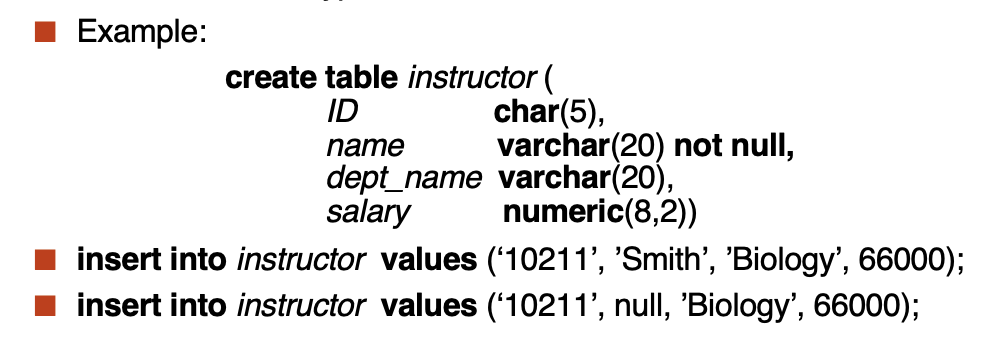 Example:
create table instructor (
ID char(5),
name varchar(20) not null,
dept_name varchar(20),
salary numeric(8,2))
insert into instructor values (‘10211’, ’Smith’, ’Biology’, 66000);
insert into instructor values (‘10211’, null, ’Biology’, 66000);